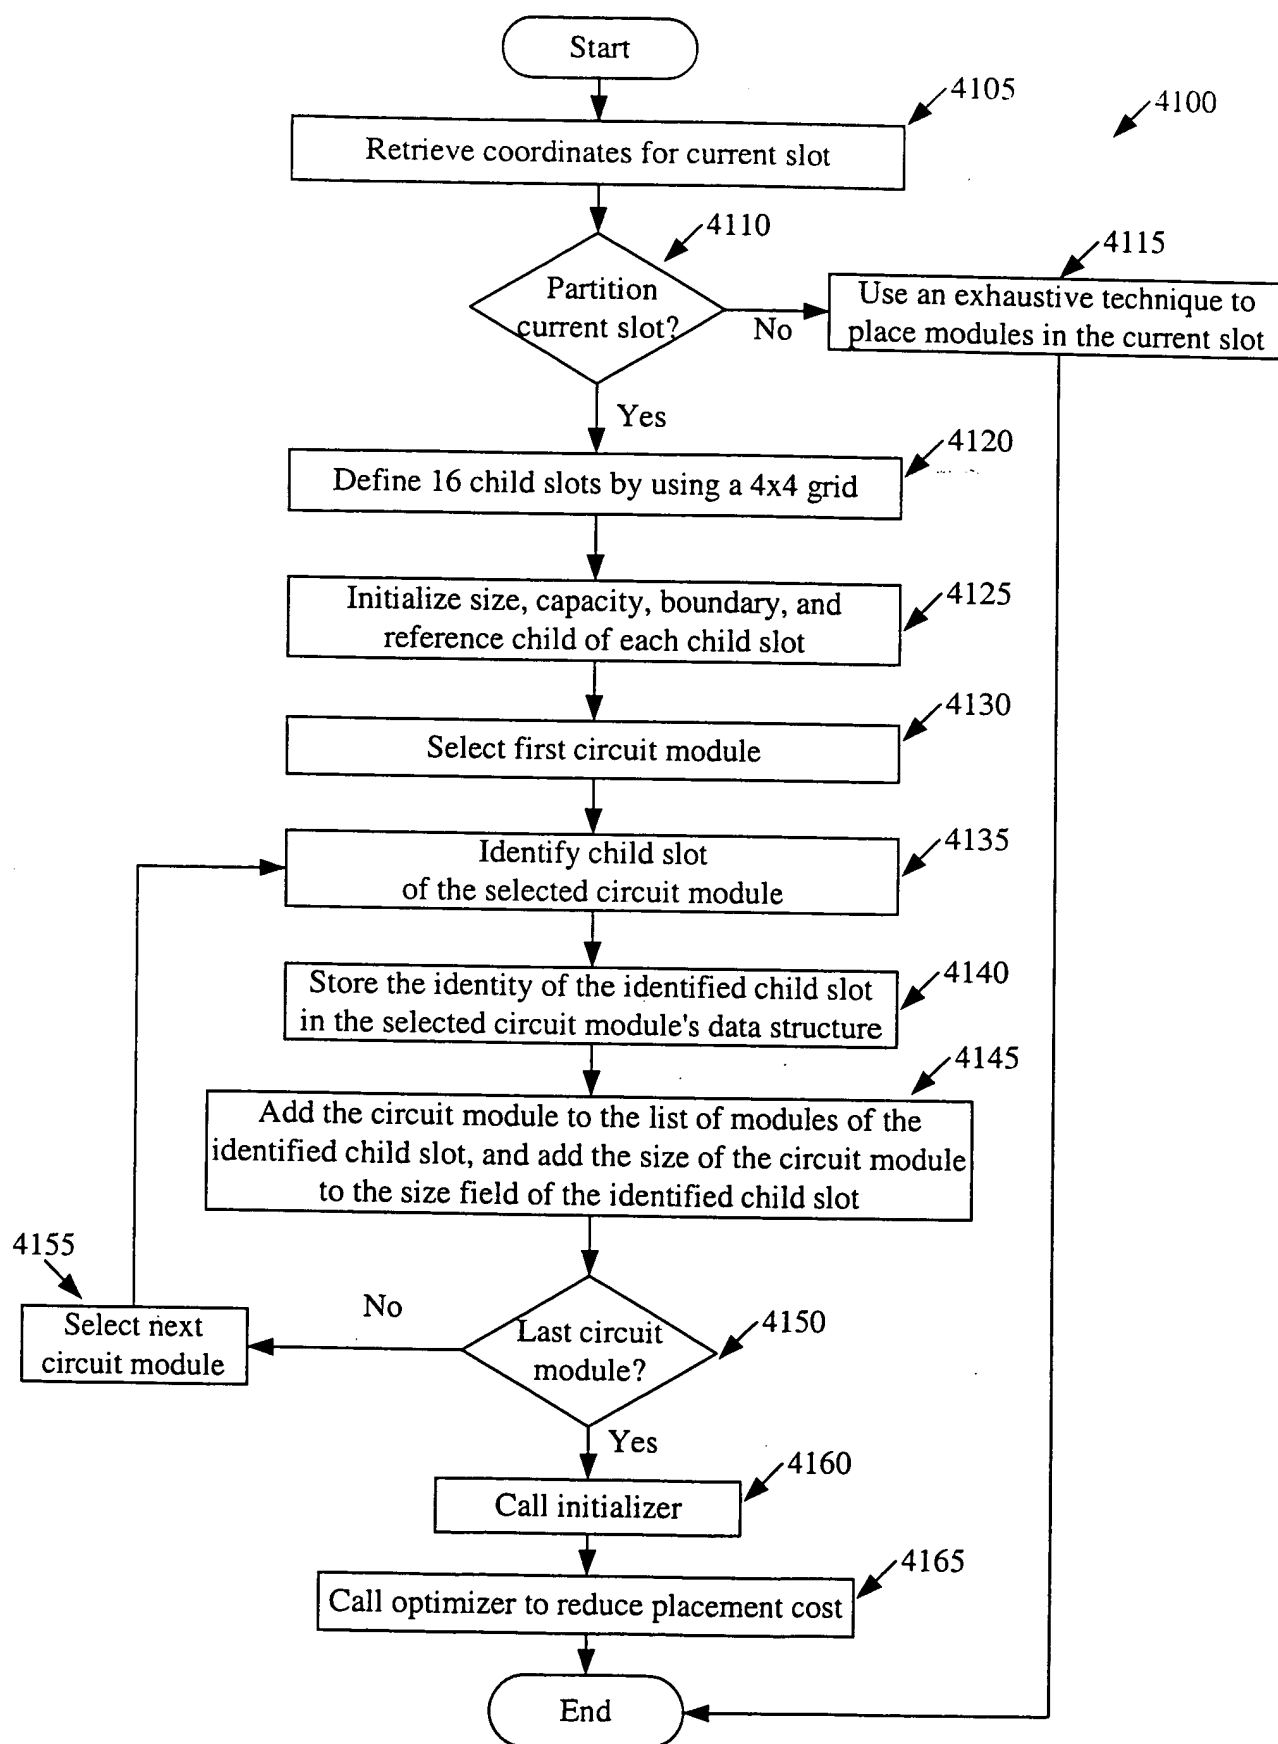 Start
4105
4100
Retrieve coordinates for current slot
4110
4115
Partition
current slot?
No
Use an exhaustive technique to
place modules in the current slot
Yes
4120
Define 16 child slots by using a 4x4 grid
4125
Initialize size, capacity, boundary, and
reference child of each child slot
4130
Select first circuit module
4135
Identify child slot
of the selected circuit module
4140
Store the identity of the identified child slot
in the selected circuit module's data structure
4145
Add the circuit module to the list of modules of the
identified child slot, and add the size of the circuit module
to the size field of the identified child slot
4155
Select next
circuit module
No
Last circuit
module?
4150
Yes
4160
Call initializer
4165
Call optimizer to reduce placement cost
End